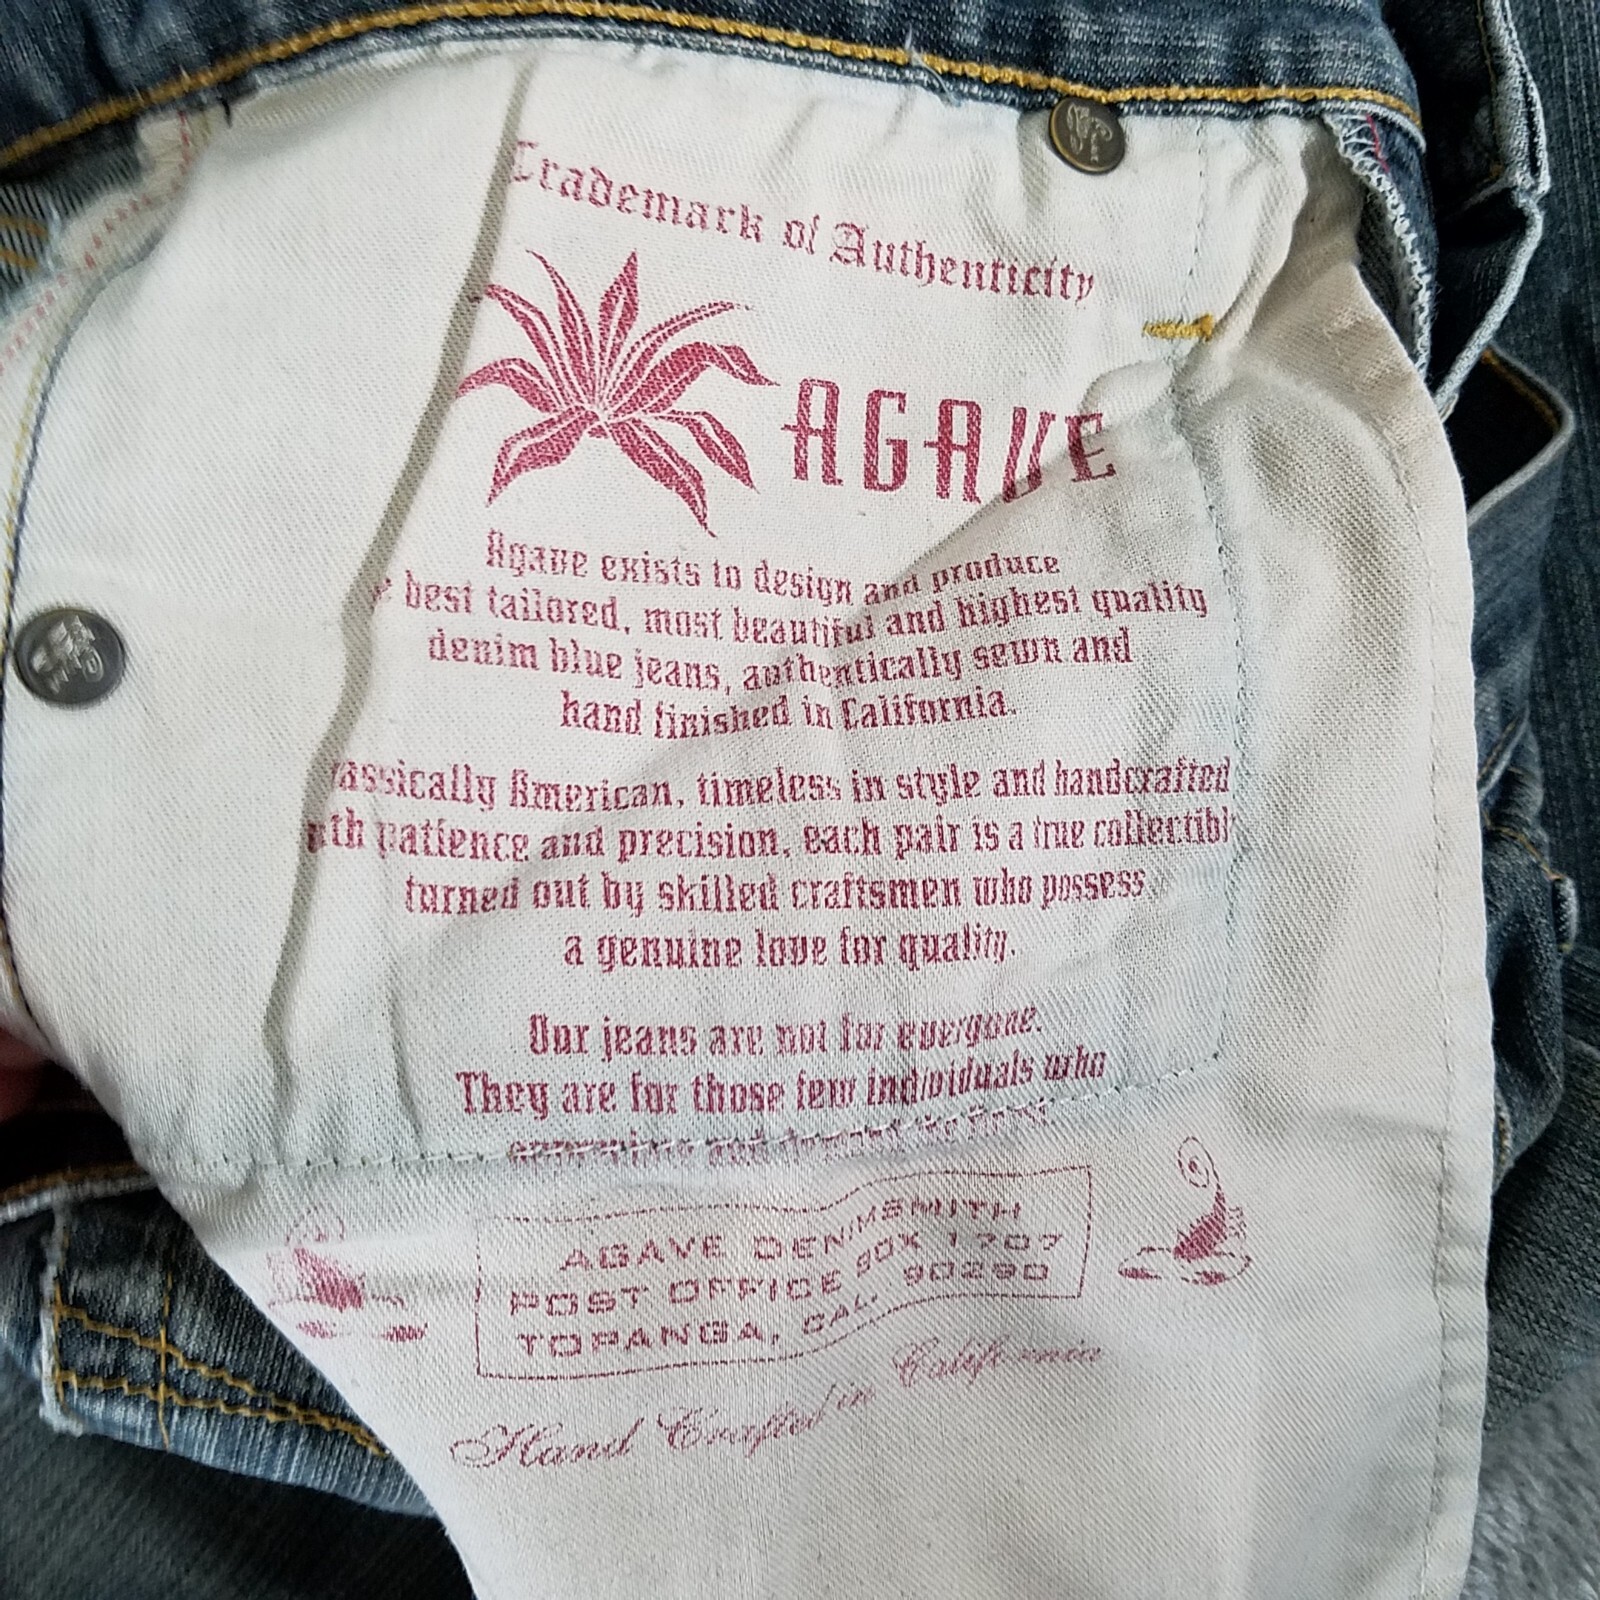 Trademark of Authenticity
AGAVE
Agave exists to design and produce
best tailored, most beautiful and highest quality
denim blue jeans, authentically sewn and
hand finished in California.
assically American, timeless in style and handcrafted
patience and precision, each pair is a true collectibl
turned out by skilled craftsmen who possess
a genuine love for quality.
Our jeans are not for everyone.
They are for those few individuals who
and
AGAVE DENIMSMITH
POST OFFICE BOX 1707
TOPANGA, CAL. 90290
Hand Crafted in California